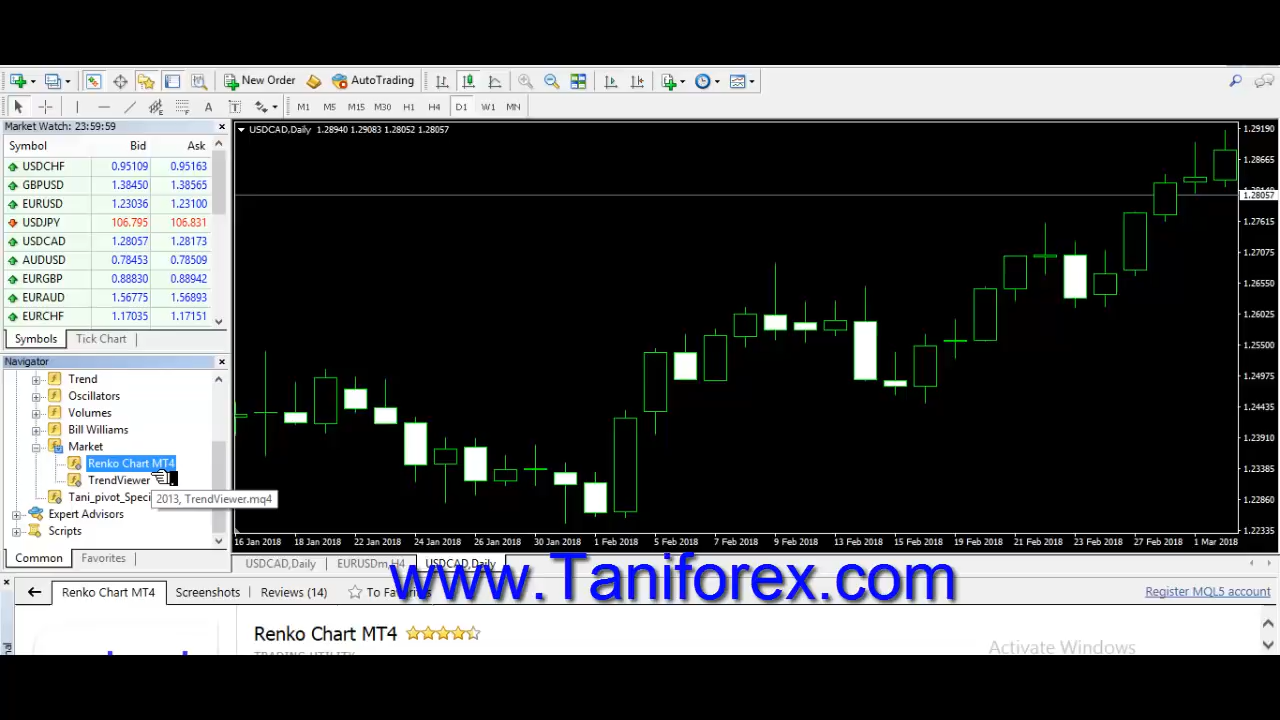 New Order
AutoTrading
A
T
M1 M5 M15 M30 H1 H4 D1 W1 MN
Market Watch: 23:59:59
Symbol Bid Ask
USDCHF 0.95109 0.95163
GBPUSD 1.38450 1.38565
EURUSD 1.23036 1.23100
USDJPY 106.795 106.831
USDCAD 1.28057 1.28173
AUDUSD 0.78453 0.78509
EURGBP 0.88830 0.88942
EURAUD 1.56775 1.56893
EURCHF 1.17035 1.17151
Symbols Tick Chart
Navigator
Trend
Oscillators
Volumes
Bill Williams
Market
Renko Chart MT4
TrendViewer
Tani_pivot_Speci
2013, TrendViewer.mq4
Expert Advisors
Scripts
Common Favorites
USDCAD,Daily 1.28940 1.29083 1.28052 1.28057
1.29190
1.28665
1.28057
1.27615
1.27075
1.26550
1.26025
1.25500
1.24975
1.24435
1.23910
1.23385
1.22860
1.22335
16 Jan 2018 18 Jan 2018 22 Jan 2018 24 Jan 2018 26 Jan 2018 30 Jan 2018 1 Feb 2018 5 Feb 2018 7 Feb 2018 9 Feb 2018 13 Feb 2018 15 Feb 2018 19 Feb 2018 21 Feb 2018 23 Feb 2018 27 Feb 2018 1 Mar 2018
USDCAD,Daily EURUSDm,H4 USDCAD,Daily
www.Taniforex.com
Renko Chart MT4 Screenshots Reviews (14) To Favorites Register MQL5 account
Renko Chart MT4
TRADING UTILITY
Activate Windows